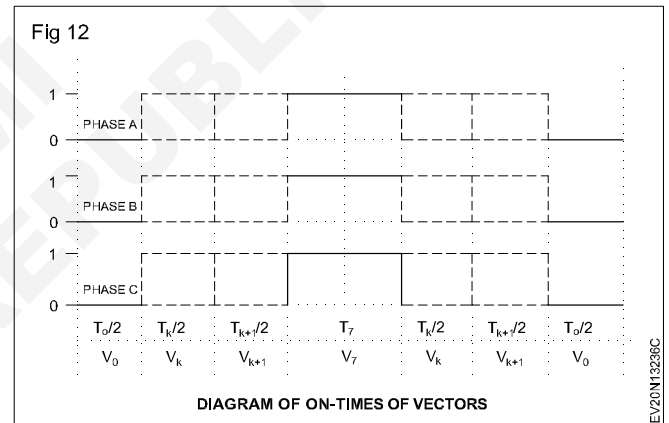 Fig 12
1
PHASE A
0
1
PHASE B
0
1
PHASE C
0
To/2 Tk/2 Tk+1/2 T7 Tk/2 Tk+1/2 To/2
V0 Vk Vk+1 V7 Vk Vk+1 V0
DIAGRAM OF ON-TIMES OF VECTORS
EV20N13236C